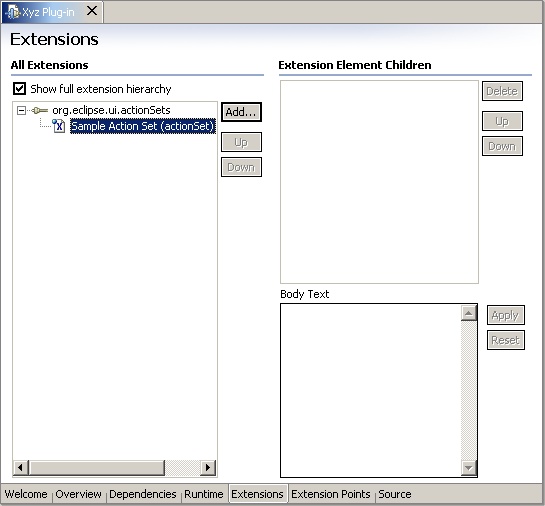 Xyz Plug-in
Extensions
All Extensions
Show full extension hierarchy
org.eclipse.ui.actionSets
Sample Action Set (actionSet)
Add...
Up
Down
Extension Element Children
Delete
Up
Down
Body Text
Apply
Reset
Welcome Overview Dependencies Runtime Extensions Extension Points Source